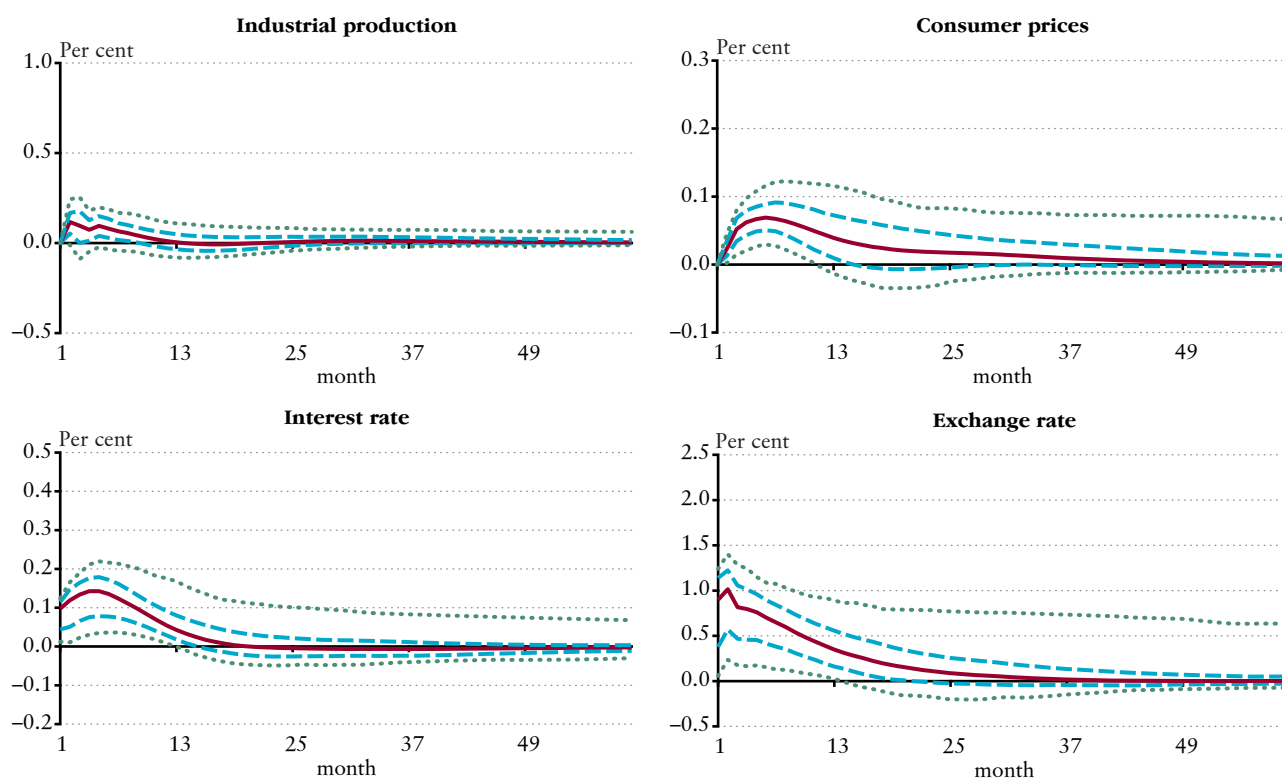 Industrial production
Per cent
1.0
0.5
0.0
–0.5
1 13 25 37 49
month
Consumer prices
Per cent
0.3
0.2
0.1
0.0
–0.1
1 13 25 37 49
month
Interest rate
Per cent
0.5
0.4
0.3
0.2
0.1
0.0
–0.1
–0.2
1 13 25 37 49
month
Exchange rate
Per cent
2.5
2.0
1.5
1.0
0.5
0.0
–0.5
1 13 25 37 49
month